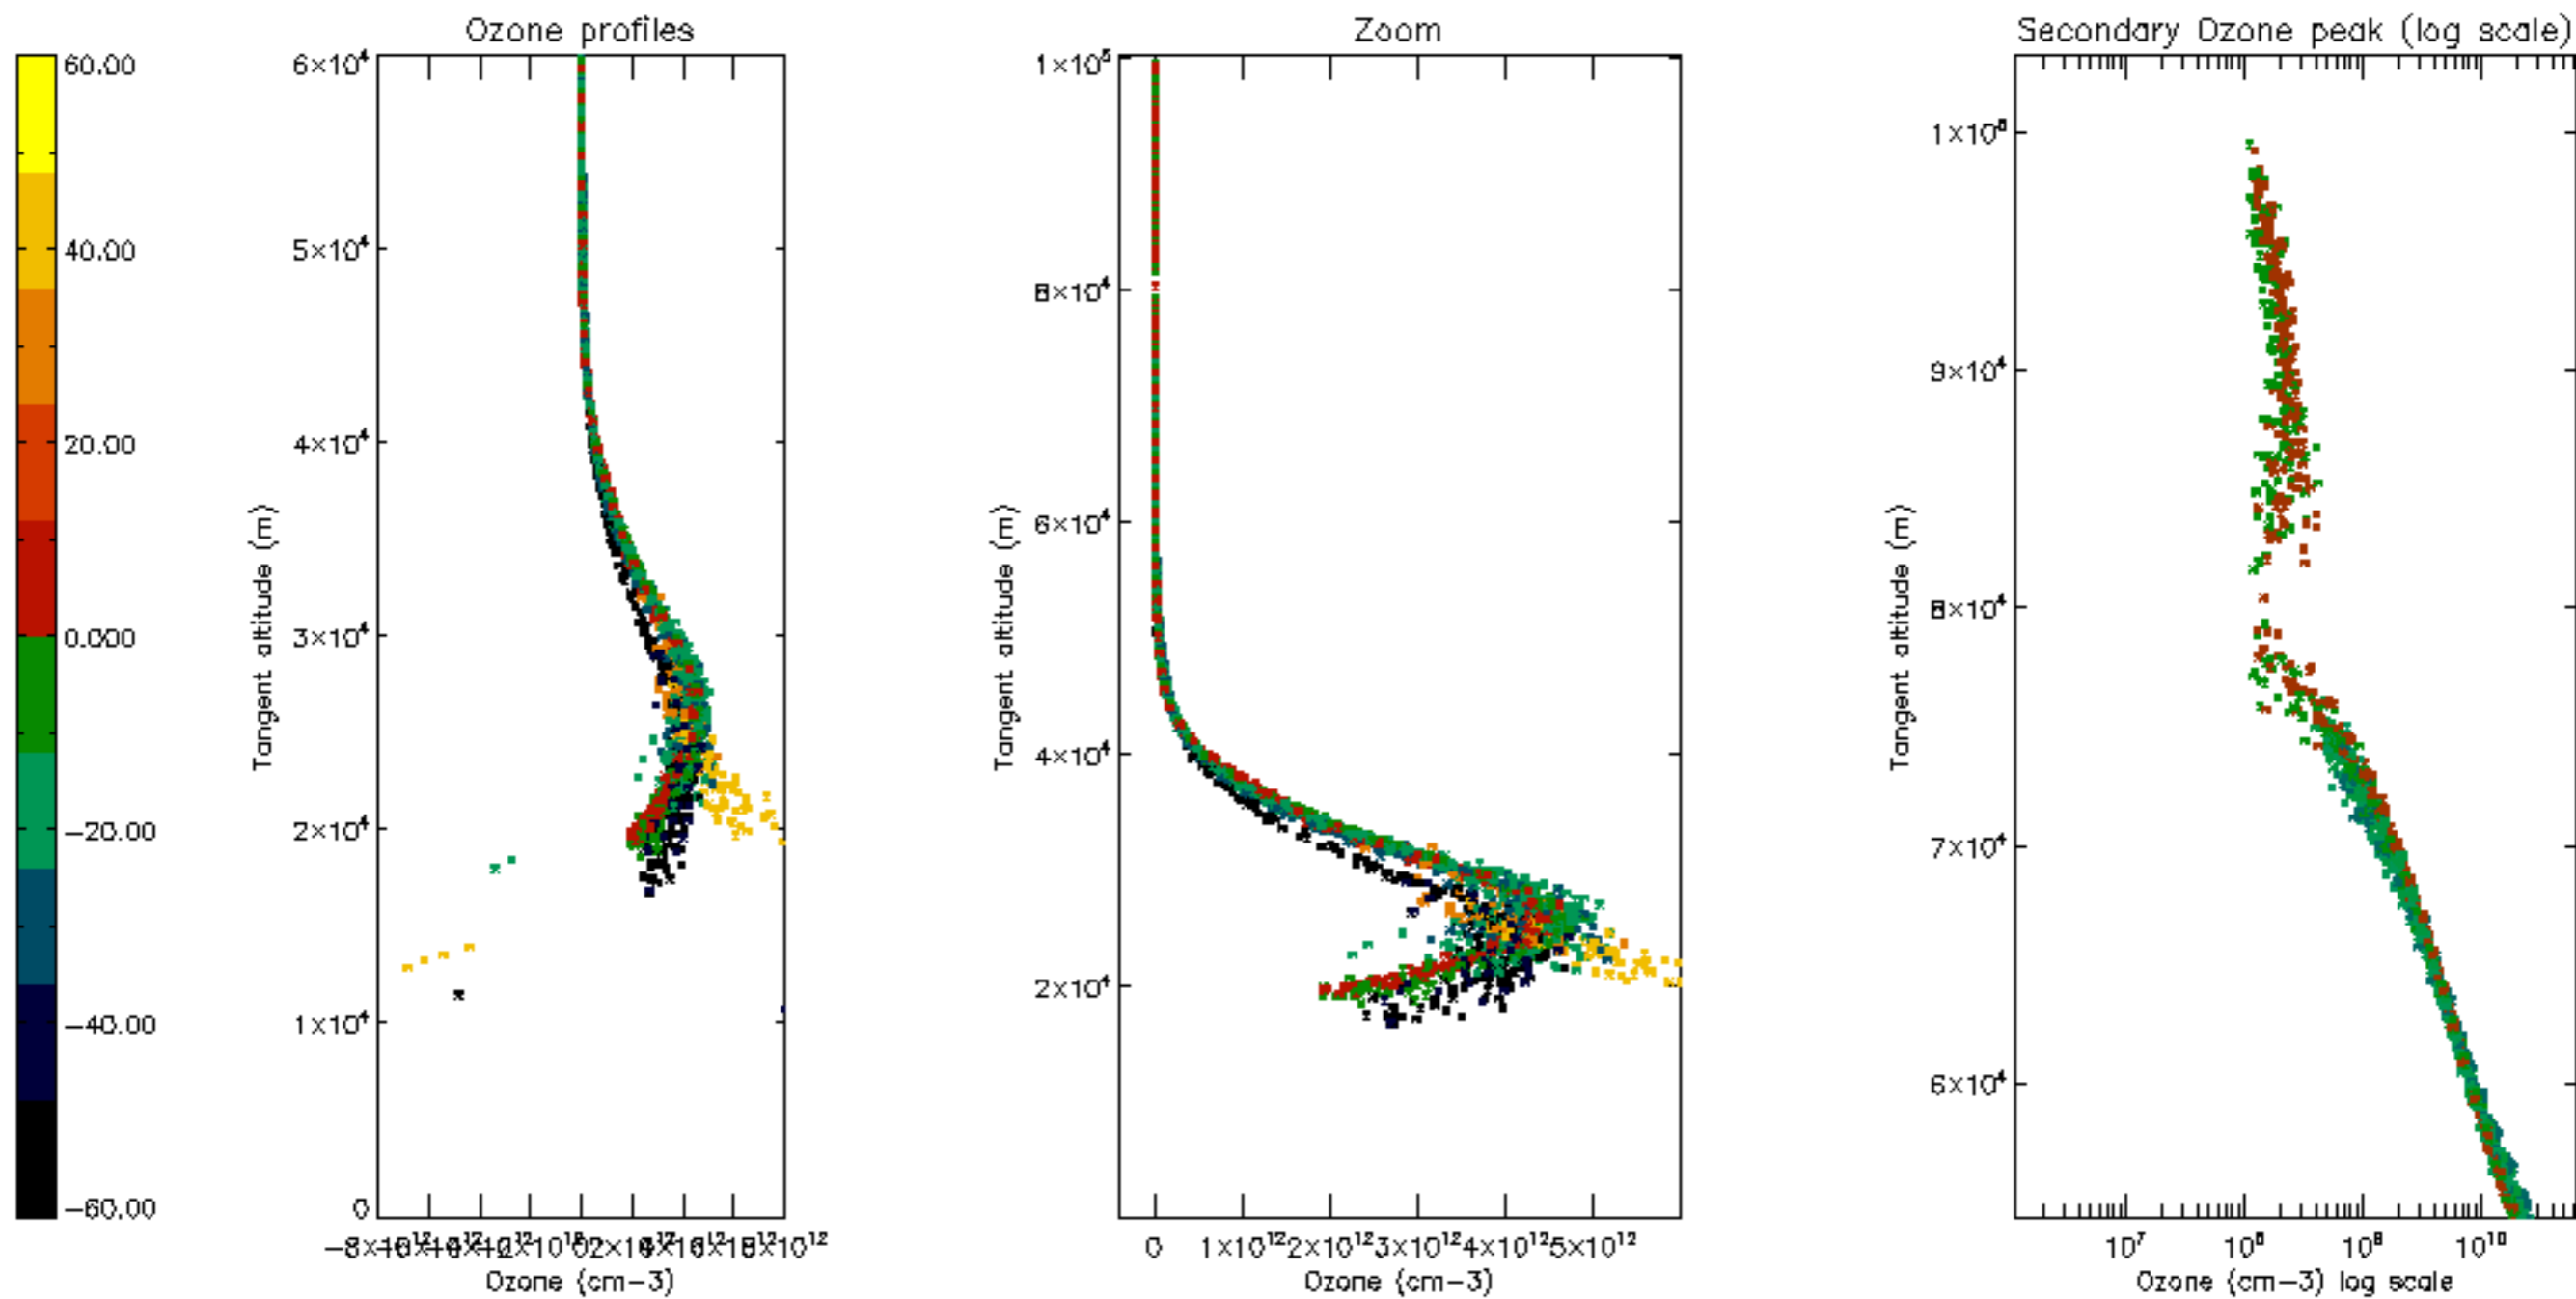 Ozone profiles
Zoom
Secondary Ozone peak (log scale)
60.00
40.00
20.00
0.000
−20.00
−40.00
−60.00
6×10⁴
5×10⁴
4×10⁴
3×10⁴
2×10⁴
1×10⁴
0
Tangent altitude (m)
Ozone (cm−3)
1×10⁵
8×10⁴
6×10⁴
4×10⁴
2×10⁴
Tangent altitude (m)
0 1×10¹² 2×10¹² 3×10¹² 4×10¹² 5×10¹²
Ozone (cm−3)
1×10⁵
9×10⁴
8×10⁴
7×10⁴
6×10⁴
Tangent altitude (m)
10⁷ 10⁸ 10⁹ 10¹⁰
Ozone (cm−3) log scale